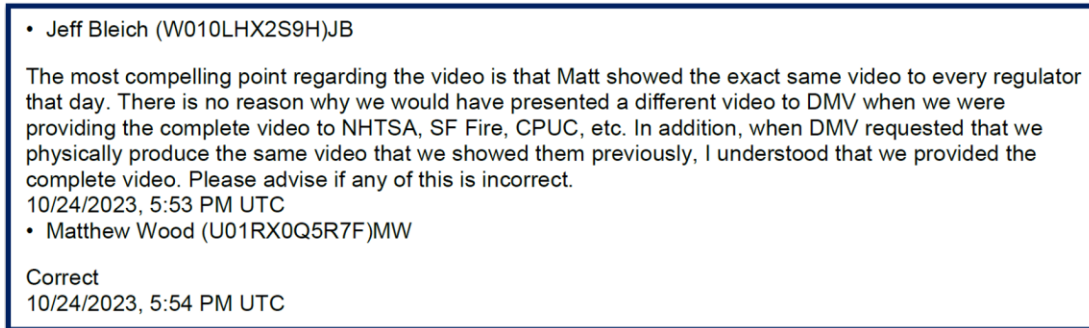 • Jeff Bleich (W010LHX2S9H)JB
The most compelling point regarding the video is that Matt showed the exact same video to every regulator
that day. There is no reason why we would have presented a different video to DMV when we were
providing the complete video to NHTSA, SF Fire, CPUC, etc. In addition, when DMV requested that we
physically produce the same video that we showed them previously, I understood that we provided the
complete video. Please advise if any of this is incorrect.
10/24/2023, 5:53 PM UTC
• Matthew Wood (U01RX0Q5R7F)MW
Correct
10/24/2023, 5:54 PM UTC